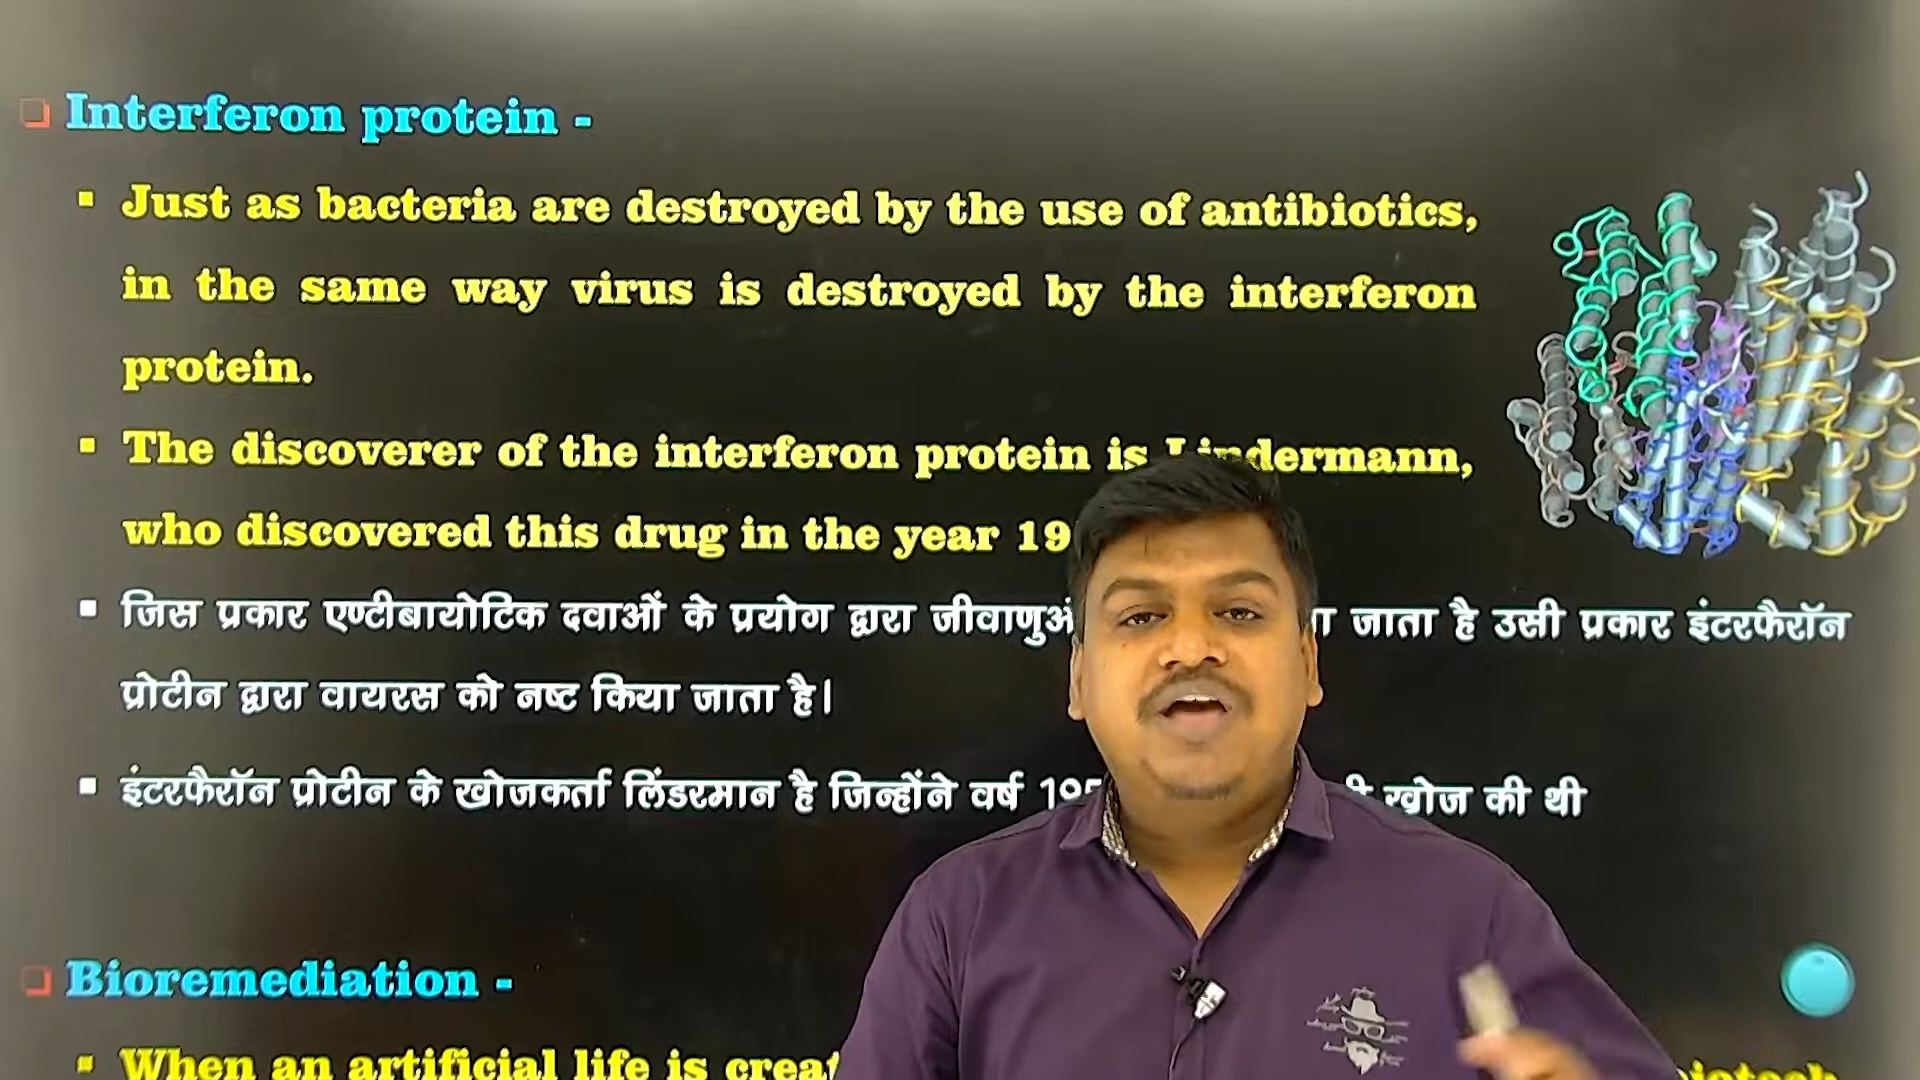 Interferon protein -
Just as bacteria are destroyed by the use of antibiotics,
in the same way virus is destroyed by the interferon
protein.
The discoverer of the interferon protein is
who discovered this drug in the year
जिस प्रकार एण्टीबायोटिक दवाओं के प्रयोग द्वारा जाता है उसी प्रकार इंटरफैरॉन
प्रोटीन द्वारा वायरस को नष्ट किया जाता है।
इंटरफैरॉन प्रोटीन के खोजकर्ता लिंडरमान है जिन्होंने वर्ष खोज की थी
Bioremediation -
When an artificial life is